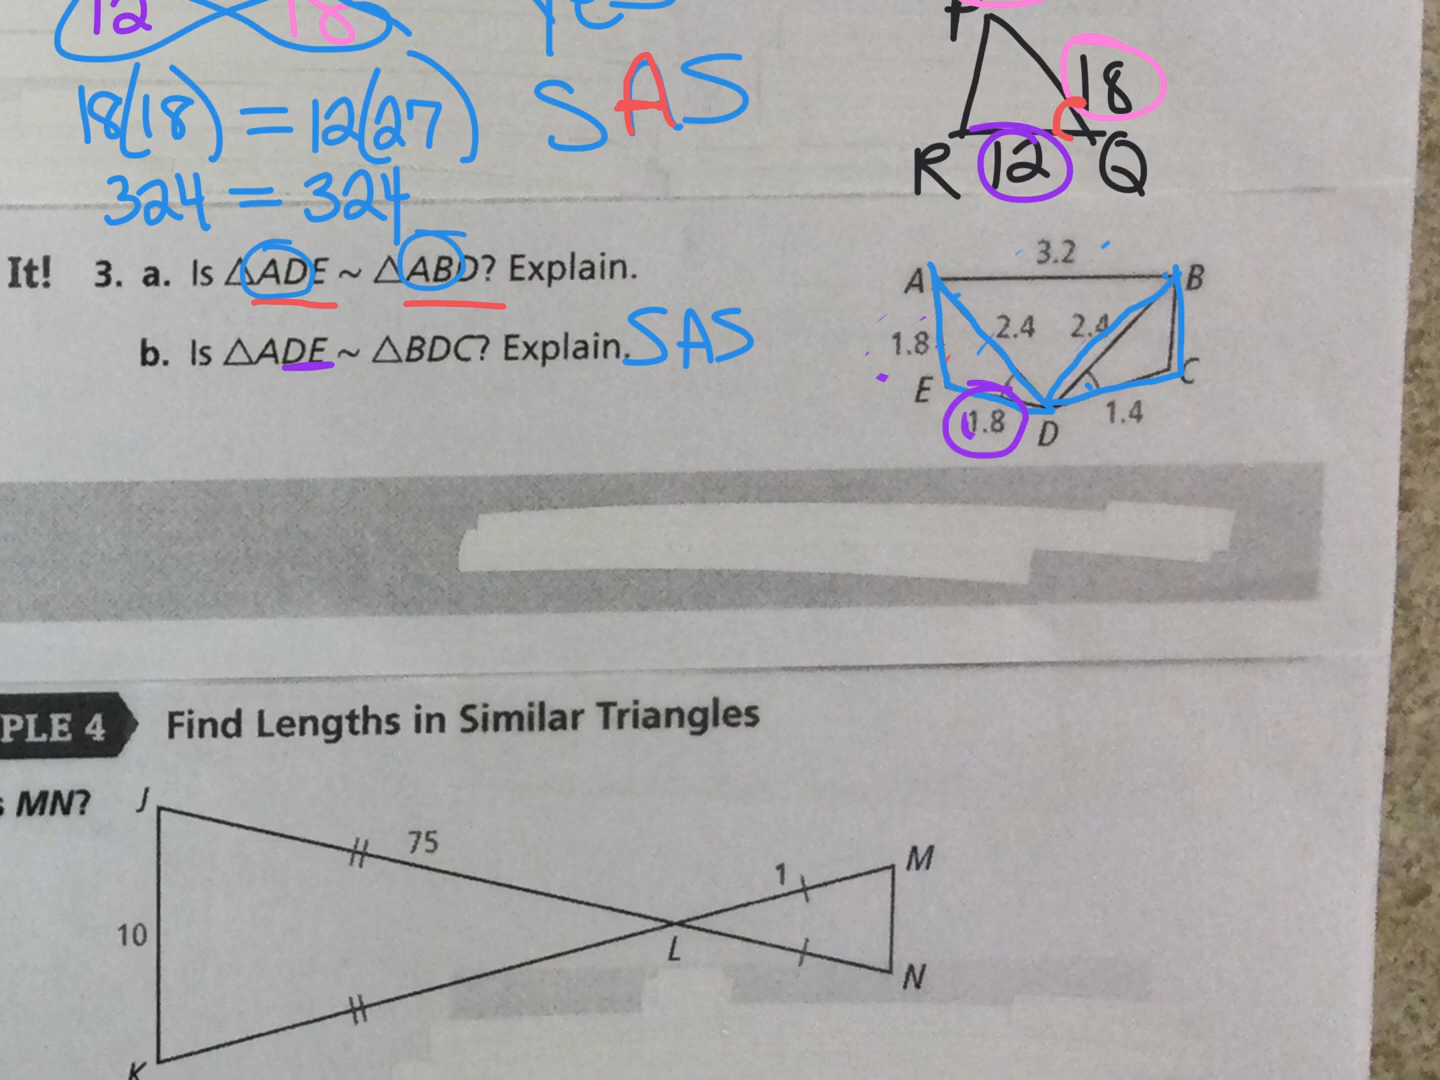 12 18
18(18) = 12(27) SAS
324 = 324
P
18
R 12 Q
It! 3. a. Is △ADE ~ △ABD? Explain.
b. Is △ADE ~ △BDC? Explain. SAS
3.2
A B
1.8 2.4 2.4
E C
1.8 D 1.4
PLE 4 Find Lengths in Similar Triangles
MN?
J
75
1 M
10
L
N
K